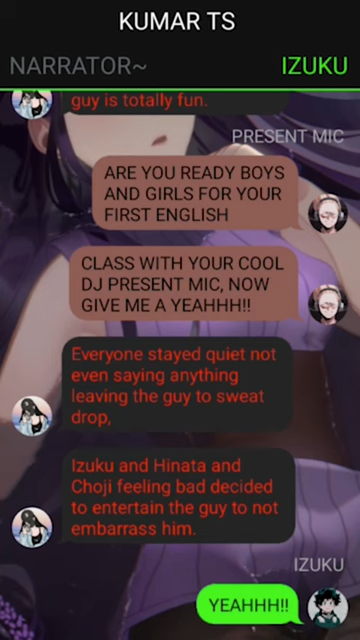 KUMAR TS
NARRATOR~ IZUKU
guy is totally fun.
PRESENT MIC
ARE YOU READY BOYS
AND GIRLS FOR YOUR
FIRST ENGLISH
CLASS WITH YOUR COOL
DJ PRESENT MIC, NOW
GIVE ME A YEAHHH!!
Everyone stayed quiet not
even saying anything
leaving the guy to sweat
drop,
Izuku and Hinata and
Choji feeling bad decided
to entertain the guy to not
embarrass him.
IZUKU
YEAHHH!!